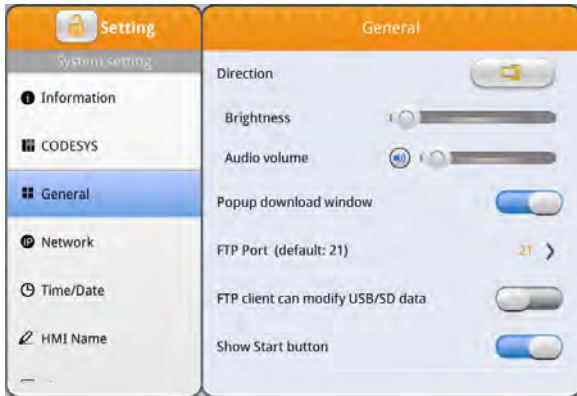 Setting
System setting
Information
CODESYS
General
Network
Time/Date
HMI Name
General
Direction
Brightness
Audio volume
Popup download window
FTP Port (default: 21)
21
FTP client can modify USB/SD data
Show Start button